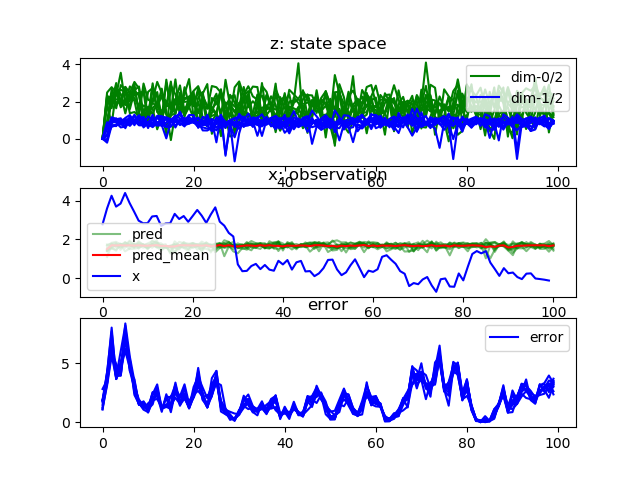 z: state space
4
2
0
dim-0/2
dim-1/2
0 20 40 60 80 100
x: observation
4
2
0
pred
pred_mean
x
0 20 40 60 80 100
error
5
0
error
0 20 40 60 80 100